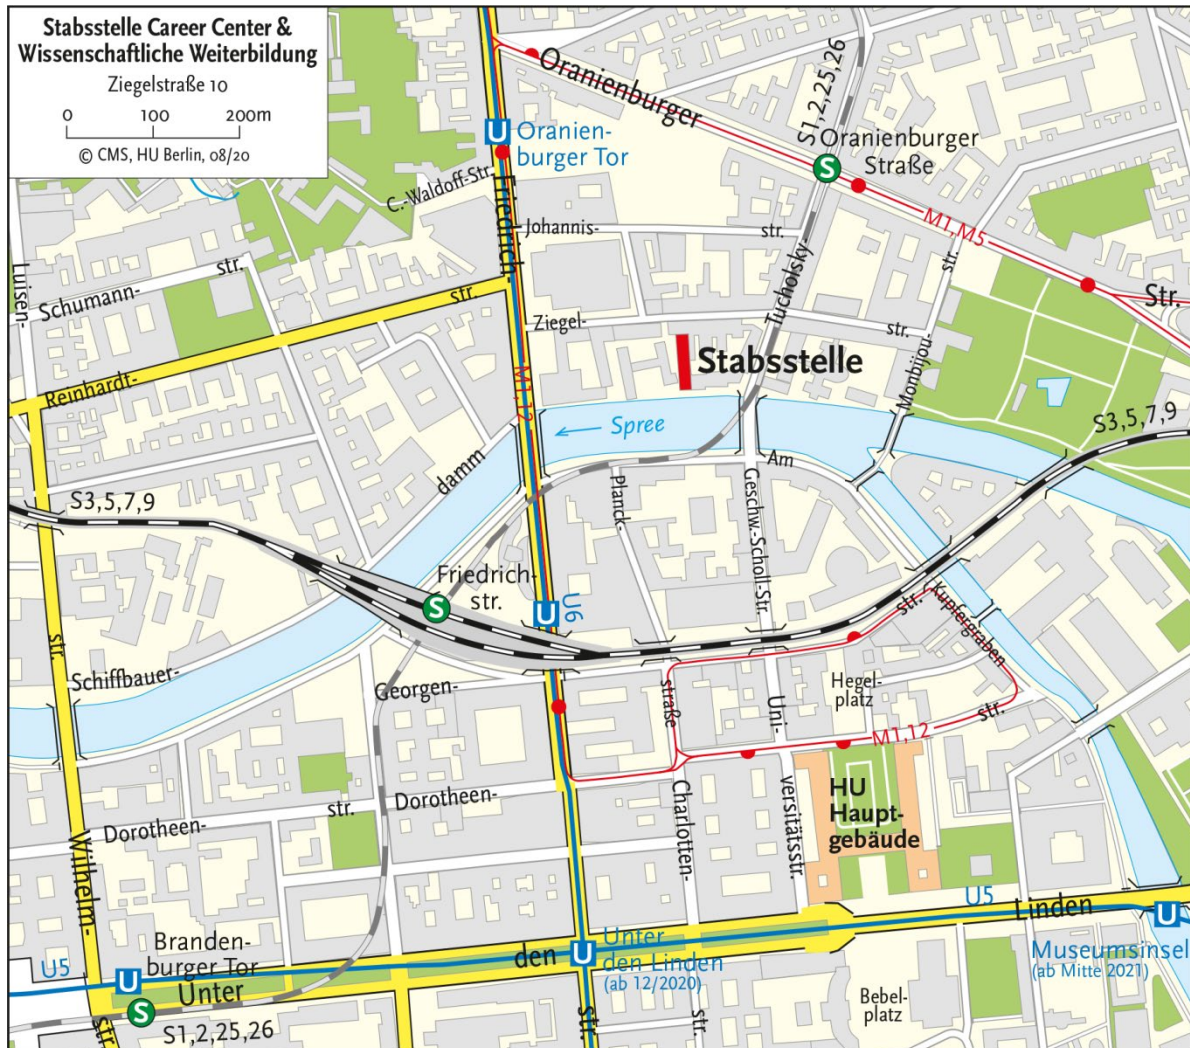 Stabsstelle Career Center &
Wissenschaftliche Weiterbildung
Ziegelstraße 10
0 100 200m
© CMS, HU Berlin, 08/20
Oranienburger
S1,2,25,26
U
Oranien-
burger Tor
Oranienburger
Straße
S
C.-Waldoff-Str.
Friedrich-
Johannis-
str.
Tucholsky-
M1,M5
str.
Str.
Luisen-
Schumann-
str.
str.
Ziegel-
str.
Monbijou-
Reinhardt-
M1,12
Stabsstelle
Spree
S3,5,7,9
damm
Am
S3,5,7,9
Planck-
Geschw.-Scholl-Str.
Friedrich-
str.
S
U
U6
str.
Kupfergraben
str.
Schiffbauer-
Georgen-
straße
Uni-
Hegel-
platz
str.
M1,12
Dorotheen-
str.
Dorotheen-
Charlotten-
versitätsstr.
HU
Haupt-
gebäude
Wilhelm-
U5
Linden
U
Museumsinsel
(ab Mitte 2021)
Branden-
burger Tor
U5
U
Unter
S
S1,2,25,26
str.
den
U
Unter
den Linden
(ab 12/2020)
str.
str.
Bebel-
platz